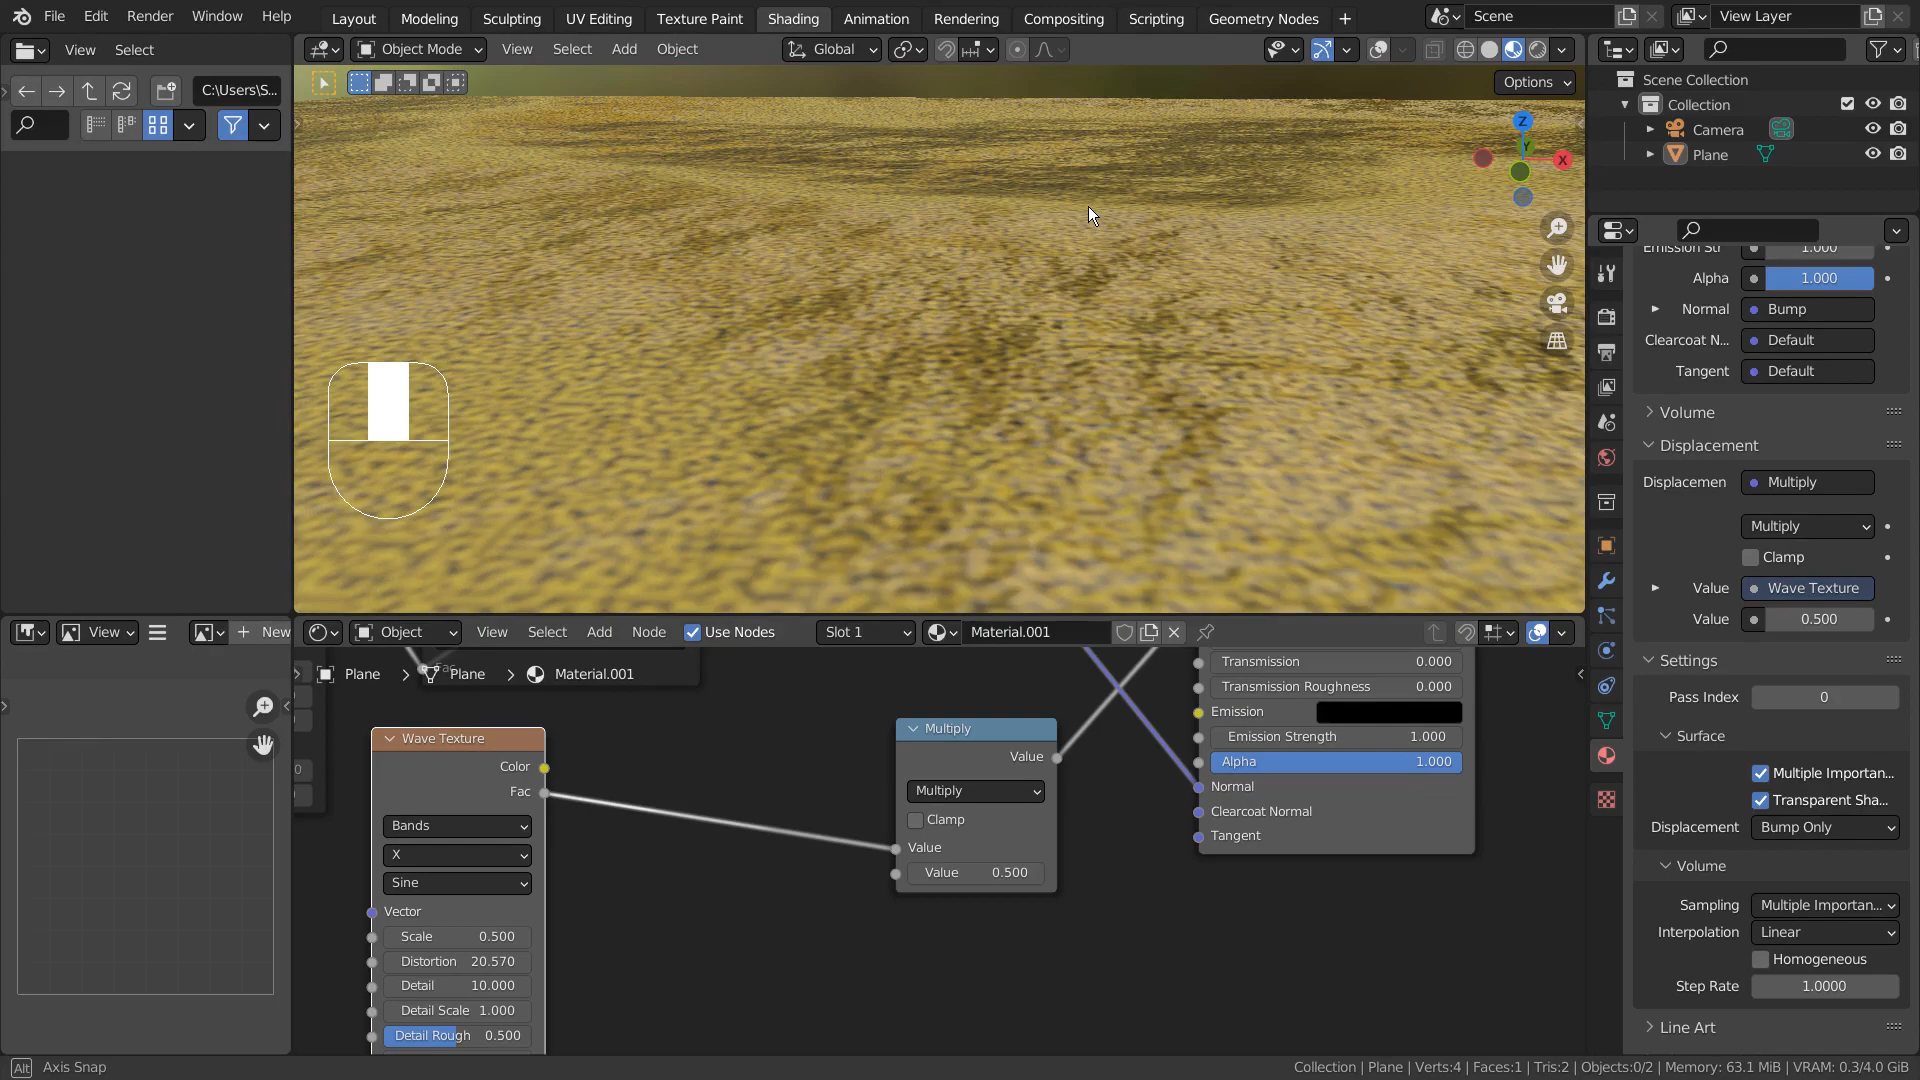 File Edit Render Window Help Layout Modeling Sculpting UV Editing Texture Paint Shading Animation Rendering Compositing Scripting Geometry Nodes + Scene View Layer
View Select Object Mode View Select Add Object Global
C:\Users\S...
Options
Z
Y
X
Scene Collection
Collection
Camera
Plane
Emission Str 1.000
Alpha 1.000
Normal Bump
Clearcoat N... Default
Tangent Default
Volume
Displacement
Displacemen Multiply
Multiply
Clamp
Value Wave Texture
Value 0.500
Settings
Pass Index 0
Surface
Multiple Importan...
Transparent Sha...
Displacement Bump Only
Volume
Sampling Multiple Importan...
Interpolation Linear
Homogeneous
Step Rate 1.0000
Line Art
View + New
Object View Select Add Node Use Nodes Slot 1 Material.001
Fac
Plane > Plane > Material.001
Wave Texture
Color
Fac
Bands
X
Sine
Vector
Scale 0.500
Distortion 20.570
Detail 10.000
Detail Scale 1.000
Detail Rough 0.500
0
Multiply
Value
Multiply
Clamp
Value
Value 0.500
Transmission 0.000
Transmission Roughness 0.000
Emission
Emission Strength 1.000
Alpha 1.000
Normal
Clearcoat Normal
Tangent
Alt Axis Snap
Collection | Plane | Verts:4 | Faces:1 | Tris:2 | Objects:0/2 | Memory: 63.1 MiB | VRAM: 0.3/4.0 GiB